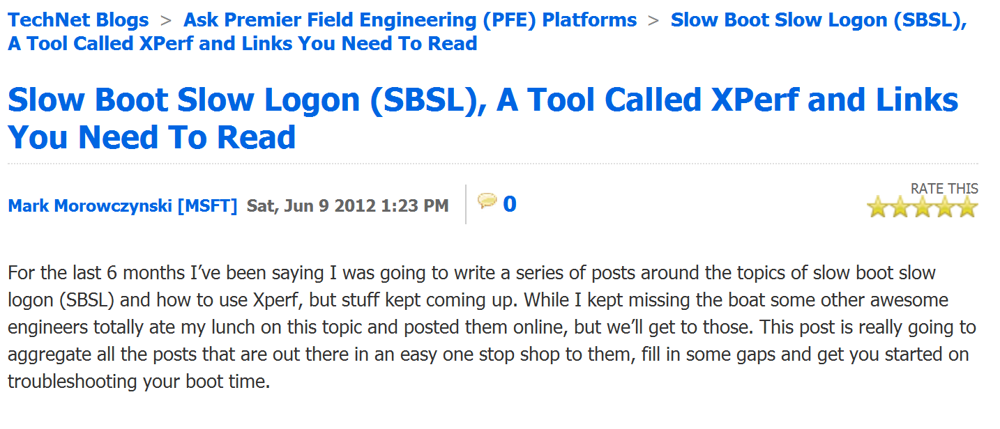 TechNet Blogs > Ask Premier Field Engineering (PFE) Platforms > Slow Boot Slow Logon (SBSL),
A Tool Called XPerf and Links You Need To Read
Slow Boot Slow Logon (SBSL), A Tool Called XPerf and Links
You Need To Read
RATE THIS
Mark Morowczynski [MSFT] Sat, Jun 9 2012 1:23 PM 0
For the last 6 months I’ve been saying I was going to write a series of posts around the topics of slow boot slow
logon (SBSL) and how to use Xperf, but stuff kept coming up. While I kept missing the boat some other awesome
engineers totally ate my lunch on this topic and posted them online, but we’ll get to those. This post is really going to
aggregate all the posts that are out there in an easy one stop shop to them, fill in some gaps and get you started on
troubleshooting your boot time.